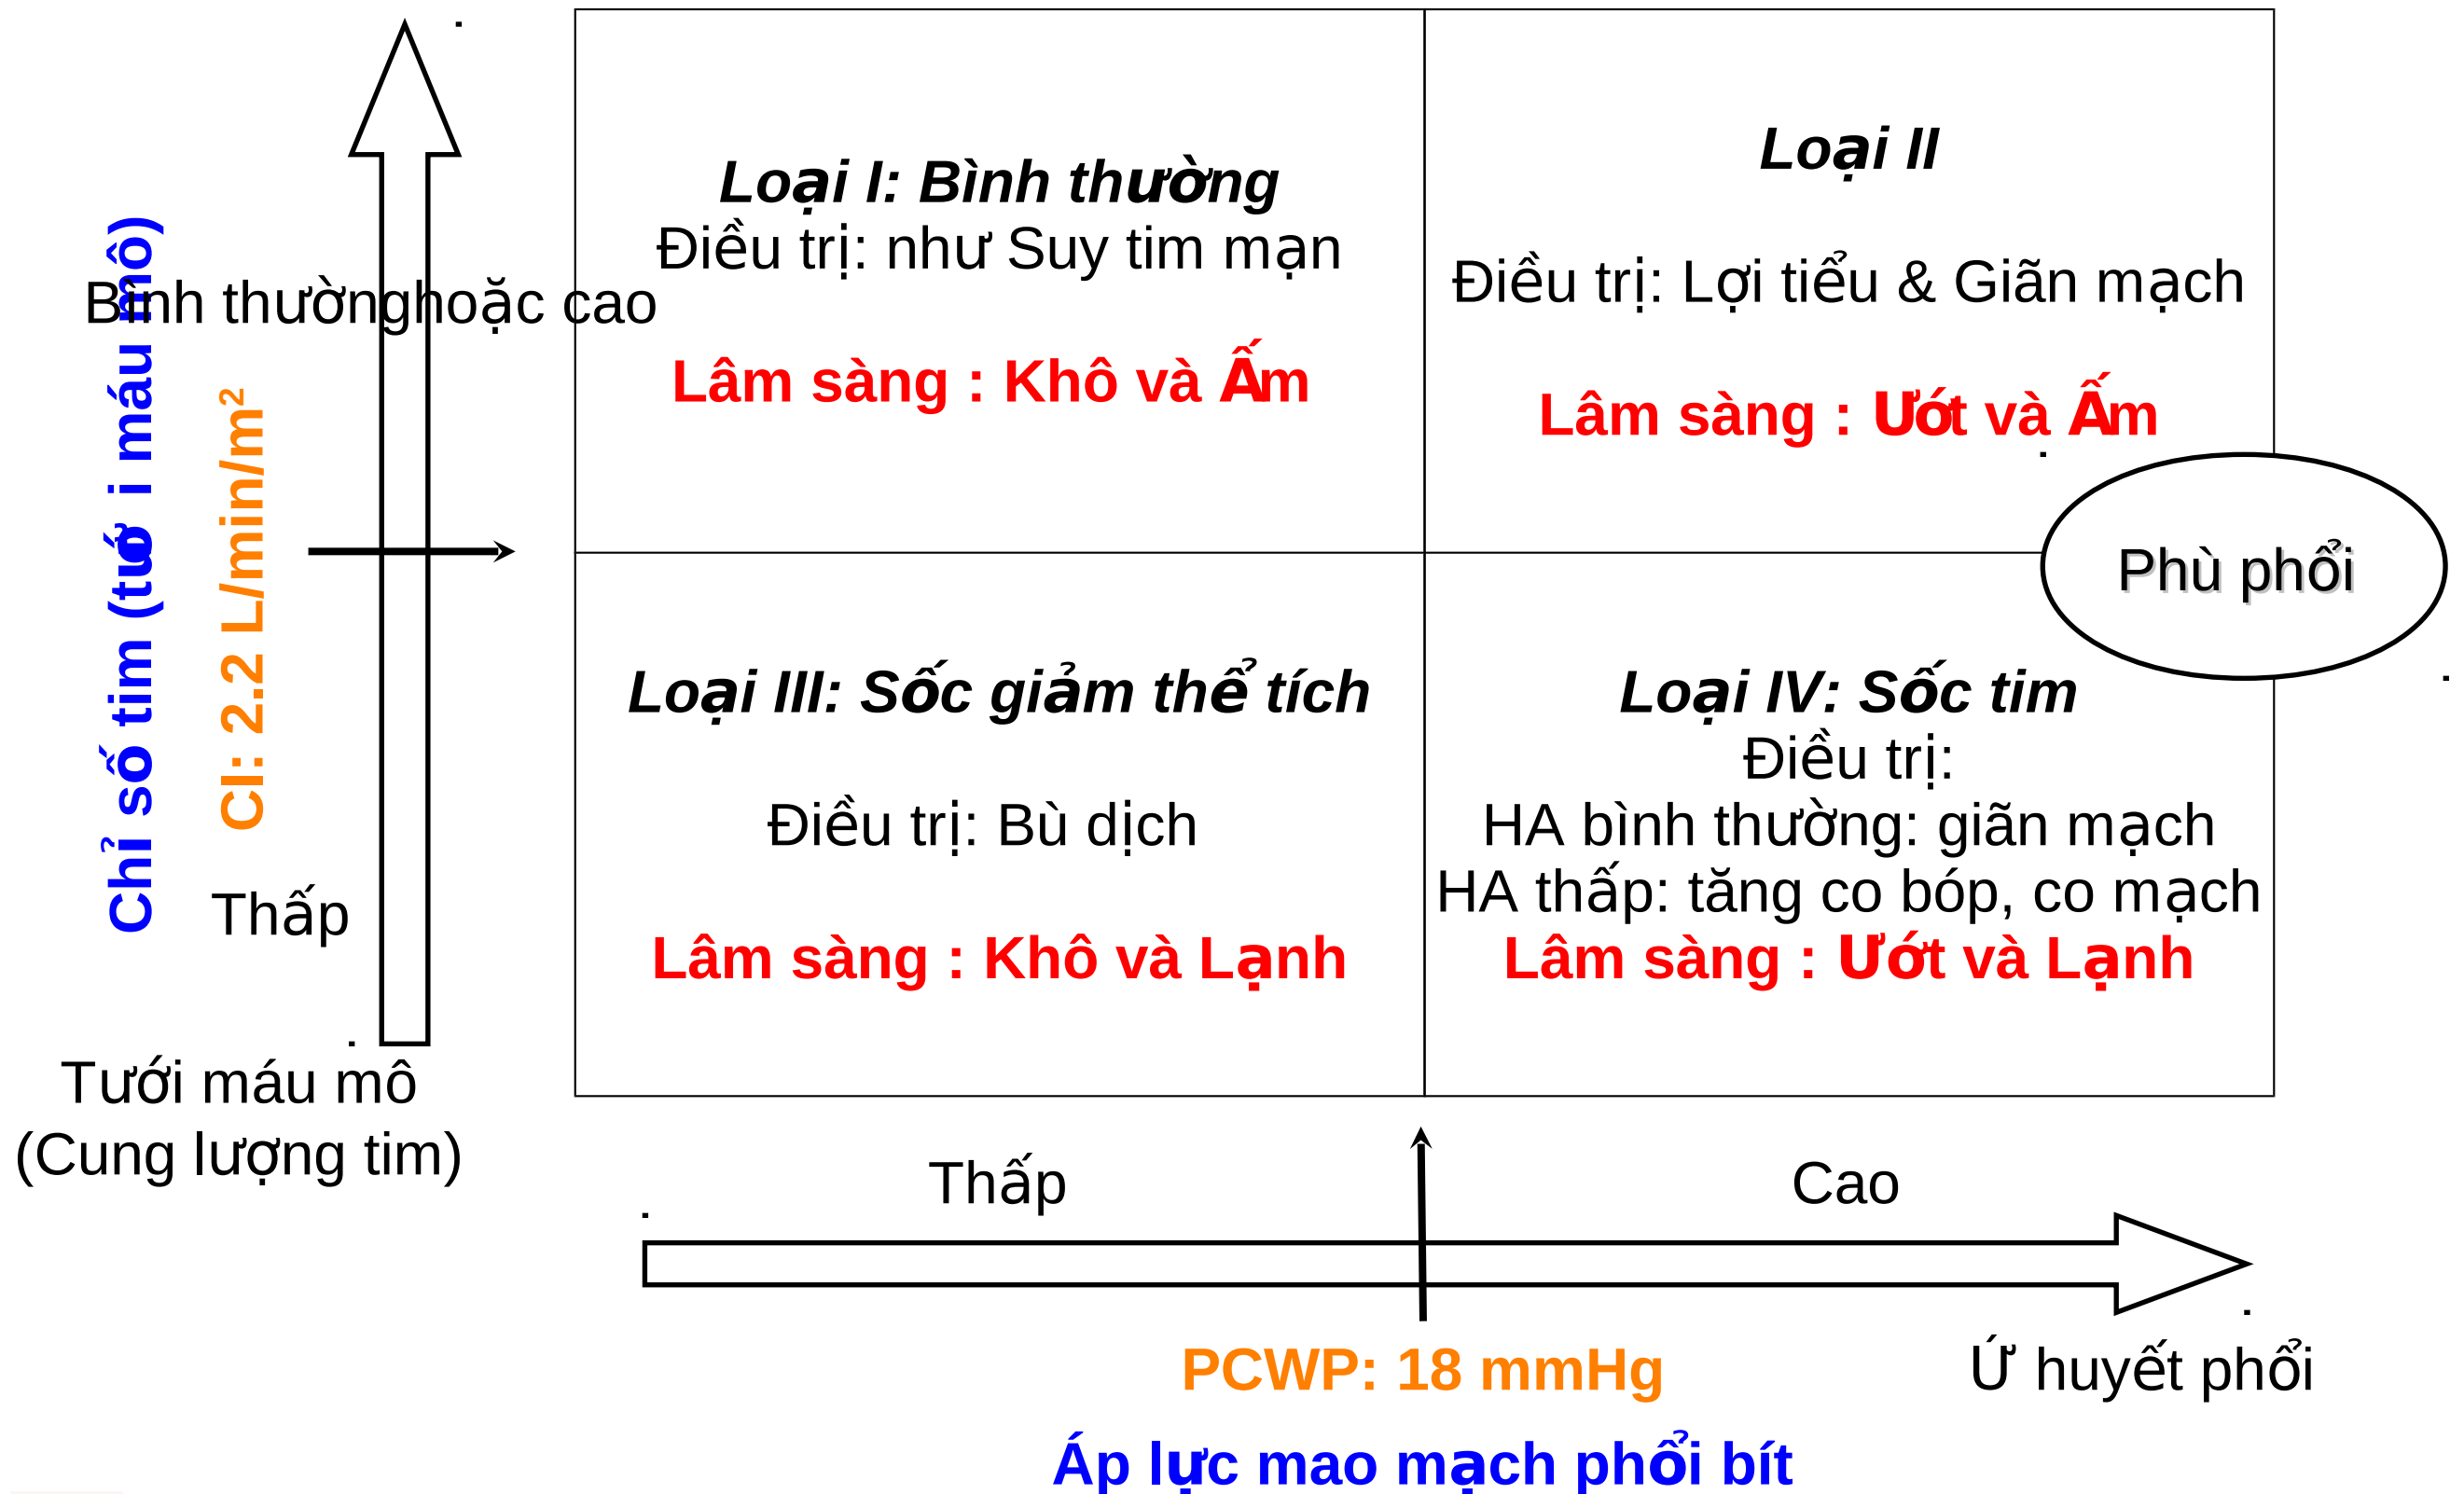 Chỉ số tim (tưới máu mô)
CI: 2.2 L/min/m²
Bình thườnghoặc cao
Thấp
Tưới máu mô
(Cung lượng tim)
Loại I: Bình thường
Điều trị: như Suy tim mạn
Lâm sàng : Khô và Ấm
Loại II
Điều trị: Lợi tiểu & Giãn mạch
Lâm sàng : Ướt và Ấm
Phù phổi
Loại III: Sốc giảm thể tích
Điều trị: Bù dịch
Lâm sàng : Khô và Lạnh
Loại IV: Sốc tim
Điều trị:
HA bình thường: giãn mạch
HA thấp: tăng co bóp, co mạch
Lâm sàng : Ướt và Lạnh
Thấp
Cao
PCWP: 18 mmHg
Ứ huyết phổi
Áp lực mao mạch phổi bít